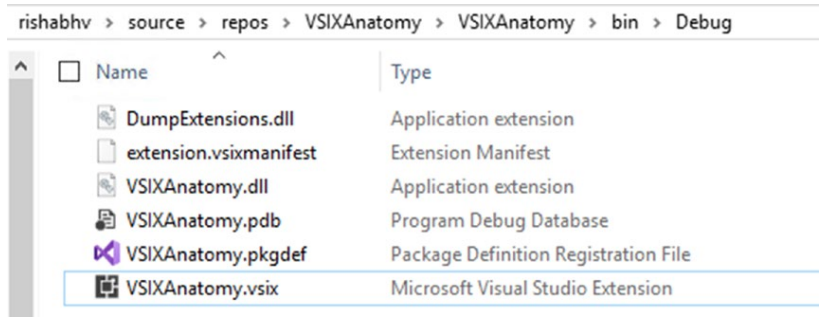 rishabhv > source > repos > VSIXAnatomy > VSIXAnatomy > bin > Debug
Name Type
DumpExtensions.dll Application extension
extension.vsixmanifest Extension Manifest
VSIXAnatomy.dll Application extension
VSIXAnatomy.pdb Program Debug Database
VSIXAnatomy.pkgdef Package Definition Registration File
VSIXAnatomy.vsix Microsoft Visual Studio Extension